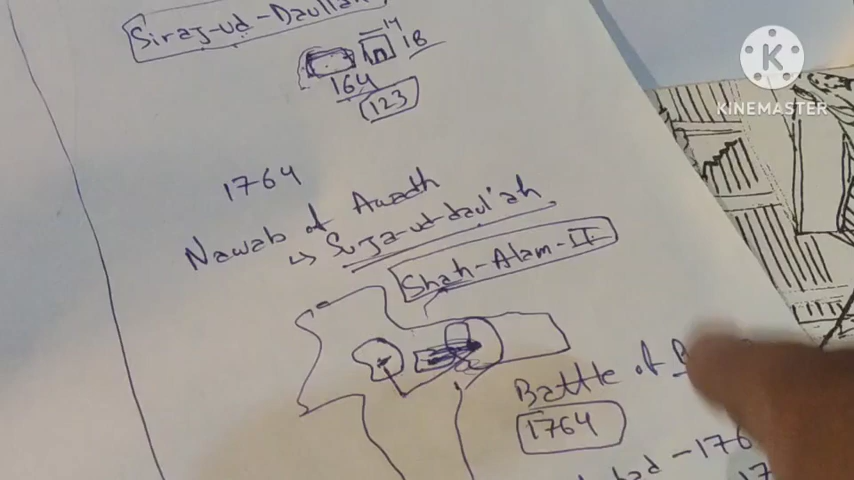 Siraj-ud-Daullah
14
18
164
123
1764
Nawab of Awadh
↳ Suja-ud-daulah
Shah-Alam-II
Battle of
1764
KINEMASTER